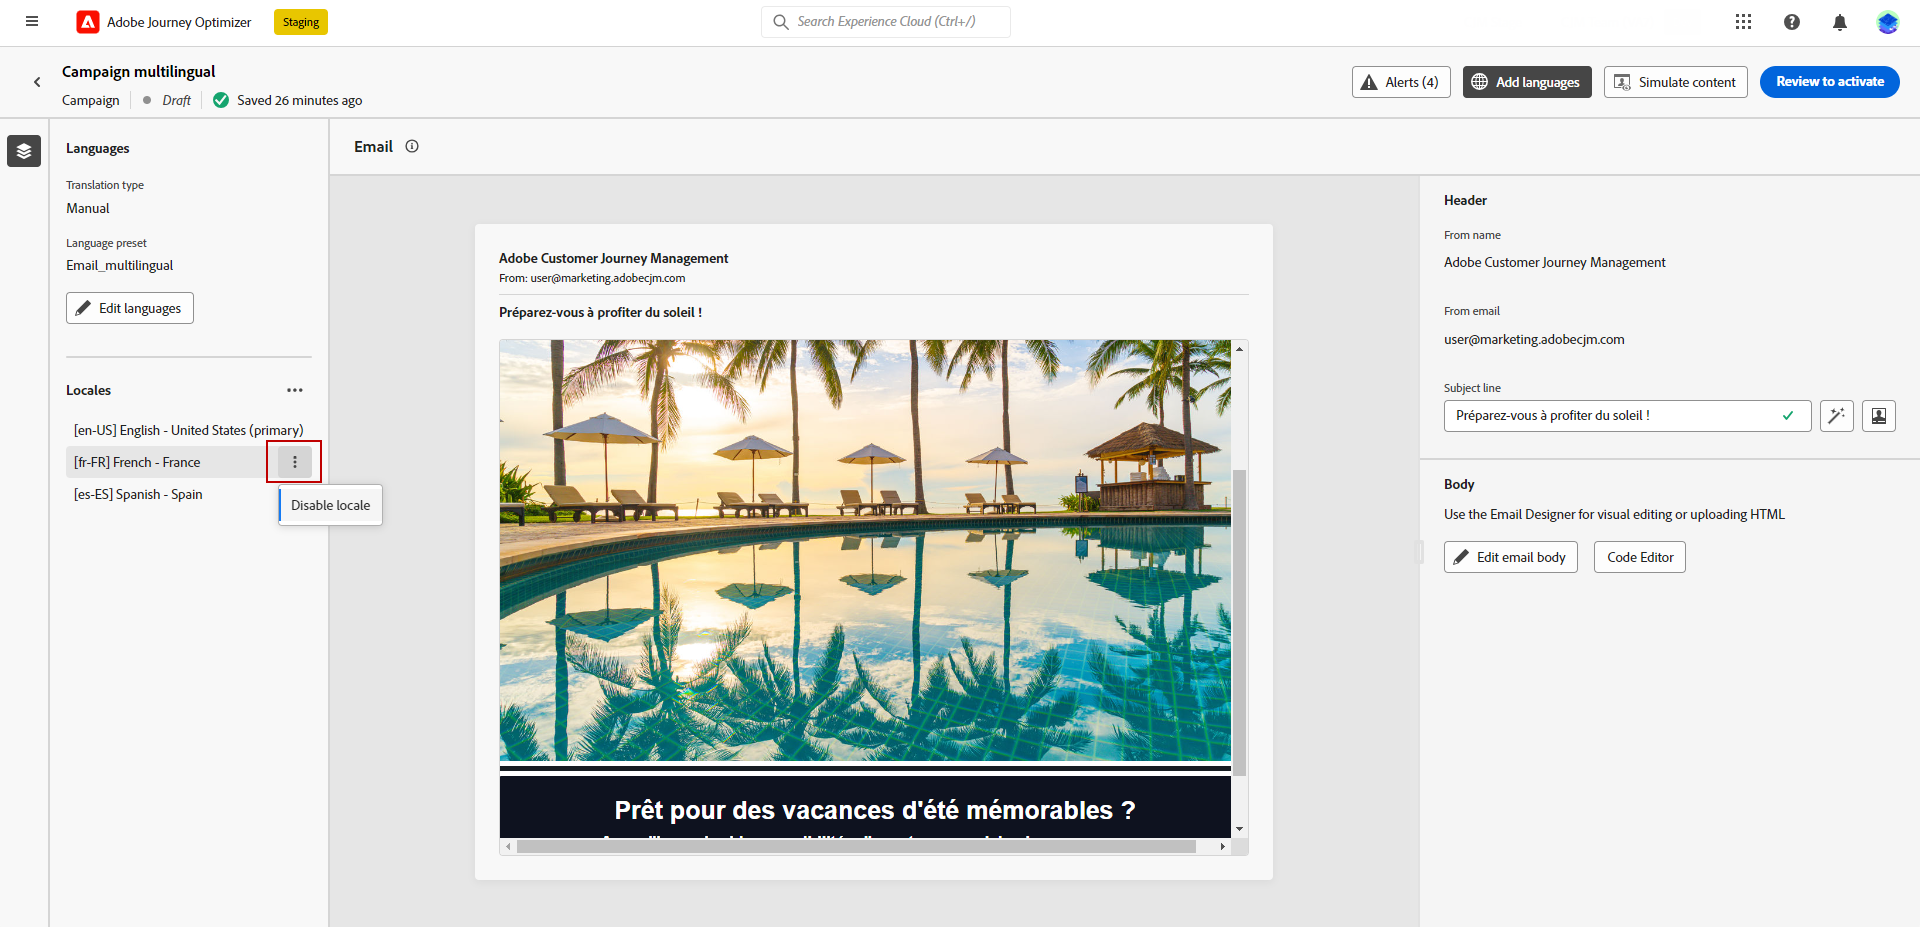 Adobe Journey Optimizer
Staging
Search Experience Cloud (Ctrl+/)
Campaign multilingual
Campaign
Draft
Saved 26 minutes ago
Alerts (4)
Add languages
Simulate content
Review to activate
Languages
Translation type
Manual
Language preset
Email_multilingual
Edit languages
Locales
[en-US] English - United States (primary)
[fr-FR] French - France
[es-ES] Spanish - Spain
Disable locale
Email
Adobe Customer Journey Management
From: user@marketing.adobecjm.com
Préparez-vous à profiter du soleil !
Prêt pour des vacances d'été mémorables ?
Header
From name
Adobe Customer Journey Management
From email
user@marketing.adobecjm.com
Subject line
Préparez-vous à profiter du soleil !
Body
Use the Email Designer for visual editing or uploading HTML
Edit email body
Code Editor